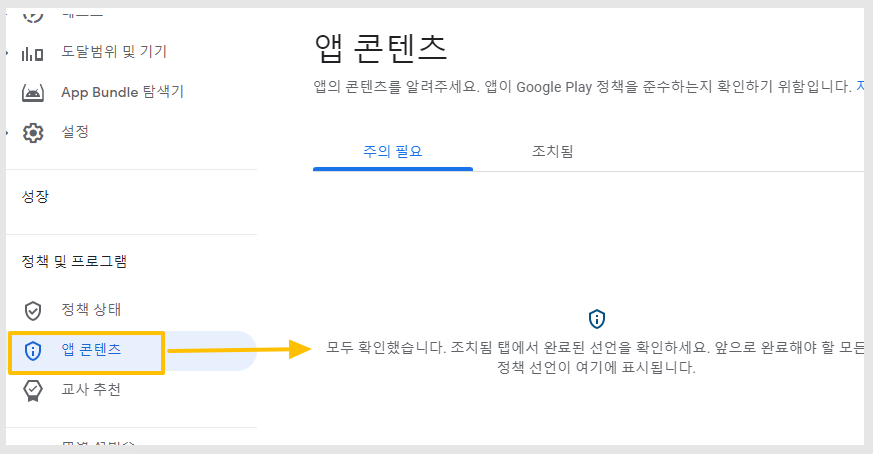 도달범위 및 기기
App Bundle 탐색기
설정
성장
정책 및 프로그램
정책 상태
앱 콘텐츠
교사 추천
앱 콘텐츠
앱의 콘텐츠를 알려주세요. 앱이 Google Play 정책을 준수하는지 확인하기 위함입니다.
주의 필요
조치됨
모두 확인했습니다. 조치됨 탭에서 완료된 선언을 확인하세요. 앞으로 완료해야 할 모든
정책 선언이 여기에 표시됩니다.